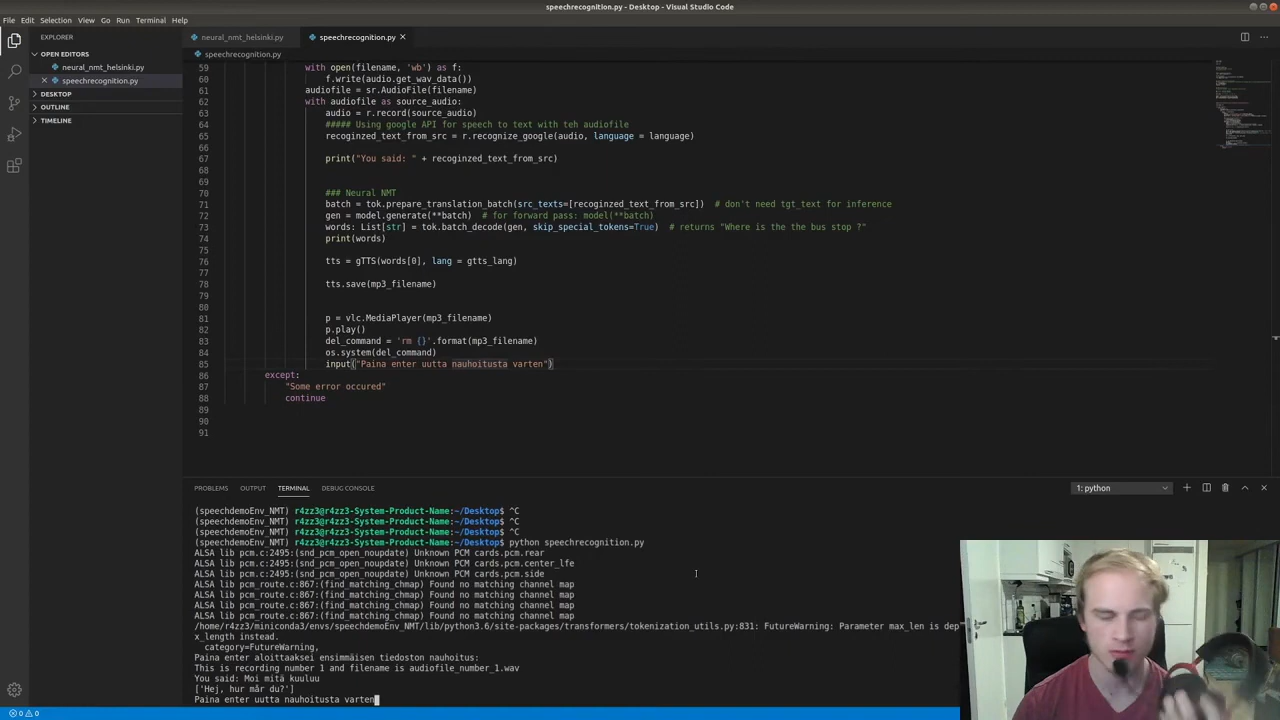 speechrecognition.py - Desktop - Visual Studio Code
File Edit Selection View Go Run Terminal Help
EXPLORER
OPEN EDITORS
neural_nmt_helsinki.py
speechrecognition.py
DESKTOP
OUTLINE
TIMELINE
neural_nmt_helsinki.py speechrecognition.py
speechrecognition.py
59 with open(filename, 'wb') as f:
60 f.write(audio.get_wav_data())
61 audiofile = sr.AudioFile(filename)
62 with audiofile as source_audio:
63 audio = r.record(source_audio)
64 ##### Using google API for speech to text with teh audiofile
65 recoginzed_text_from_src = r.recognize_google(audio, language = language)
66
67 print("You said: " + recoginzed_text_from_src)
68
69
70 ### Neural NMT
71 batch = tok.prepare_translation_batch(src_texts=[recoginzed_text_from_src]) # don't need tgt_text for inference
72 gen = model.generate(**batch) # for forward pass: model(**batch)
73 words: List[str] = tok.batch_decode(gen, skip_special_tokens=True) # returns "Where is the the bus stop ?"
74 print(words)
75
76 tts = gTTS(words[0], lang = gtts_lang)
77
78 tts.save(mp3_filename)
79
80
81 p = vlc.MediaPlayer(mp3_filename)
82 p.play()
83 del_command = 'rm {}'.format(mp3_filename)
84 os.system(del_command)
85 input("Paina enter uutta nauhoitusta varten")
86 except:
87 "Some error occured"
88 continue
89
90
91
PROBLEMS OUTPUT TERMINAL DEBUG CONSOLE
1: python
(speechdemoEnv_NMT) r4zz3@r4zz3-System-Product-Name:~/Desktop$ ^C
(speechdemoEnv_NMT) r4zz3@r4zz3-System-Product-Name:~/Desktop$ ^C
(speechdemoEnv_NMT) r4zz3@r4zz3-System-Product-Name:~/Desktop$ ^C
(speechdemoEnv_NMT) r4zz3@r4zz3-System-Product-Name:~/Desktop$ python speechrecognition.py
ALSA lib pcm.c:2495:(snd_pcm_open_noupdate) Unknown PCM cards.pcm.rear
ALSA lib pcm.c:2495:(snd_pcm_open_noupdate) Unknown PCM cards.pcm.center_lfe
ALSA lib pcm.c:2495:(snd_pcm_open_noupdate) Unknown PCM cards.pcm.side
ALSA lib pcm_route.c:867:(find_matching_chmap) Found no matching channel map
ALSA lib pcm_route.c:867:(find_matching_chmap) Found no matching channel map
ALSA lib pcm_route.c:867:(find_matching_chmap) Found no matching channel map
ALSA lib pcm_route.c:867:(find_matching_chmap) Found no matching channel map
/home/r4zz3/miniconda3/envs/speechdemoEnv_NMT/lib/python3.6/site-packages/transformers/tokenization_utils.py:831: FutureWarning: Parameter max_len is dep
x_length instead.
category=FutureWarning,
Paina enter aloittaaksei ensimmäisen tiedoston nauhoitus:
This is recording number 1 and filename is audiofile_number_1.wav
You said: Moi mitä kuuluu
['Hej, hur mår du?']
Paina enter uutta nauhoitusta varten
0 0